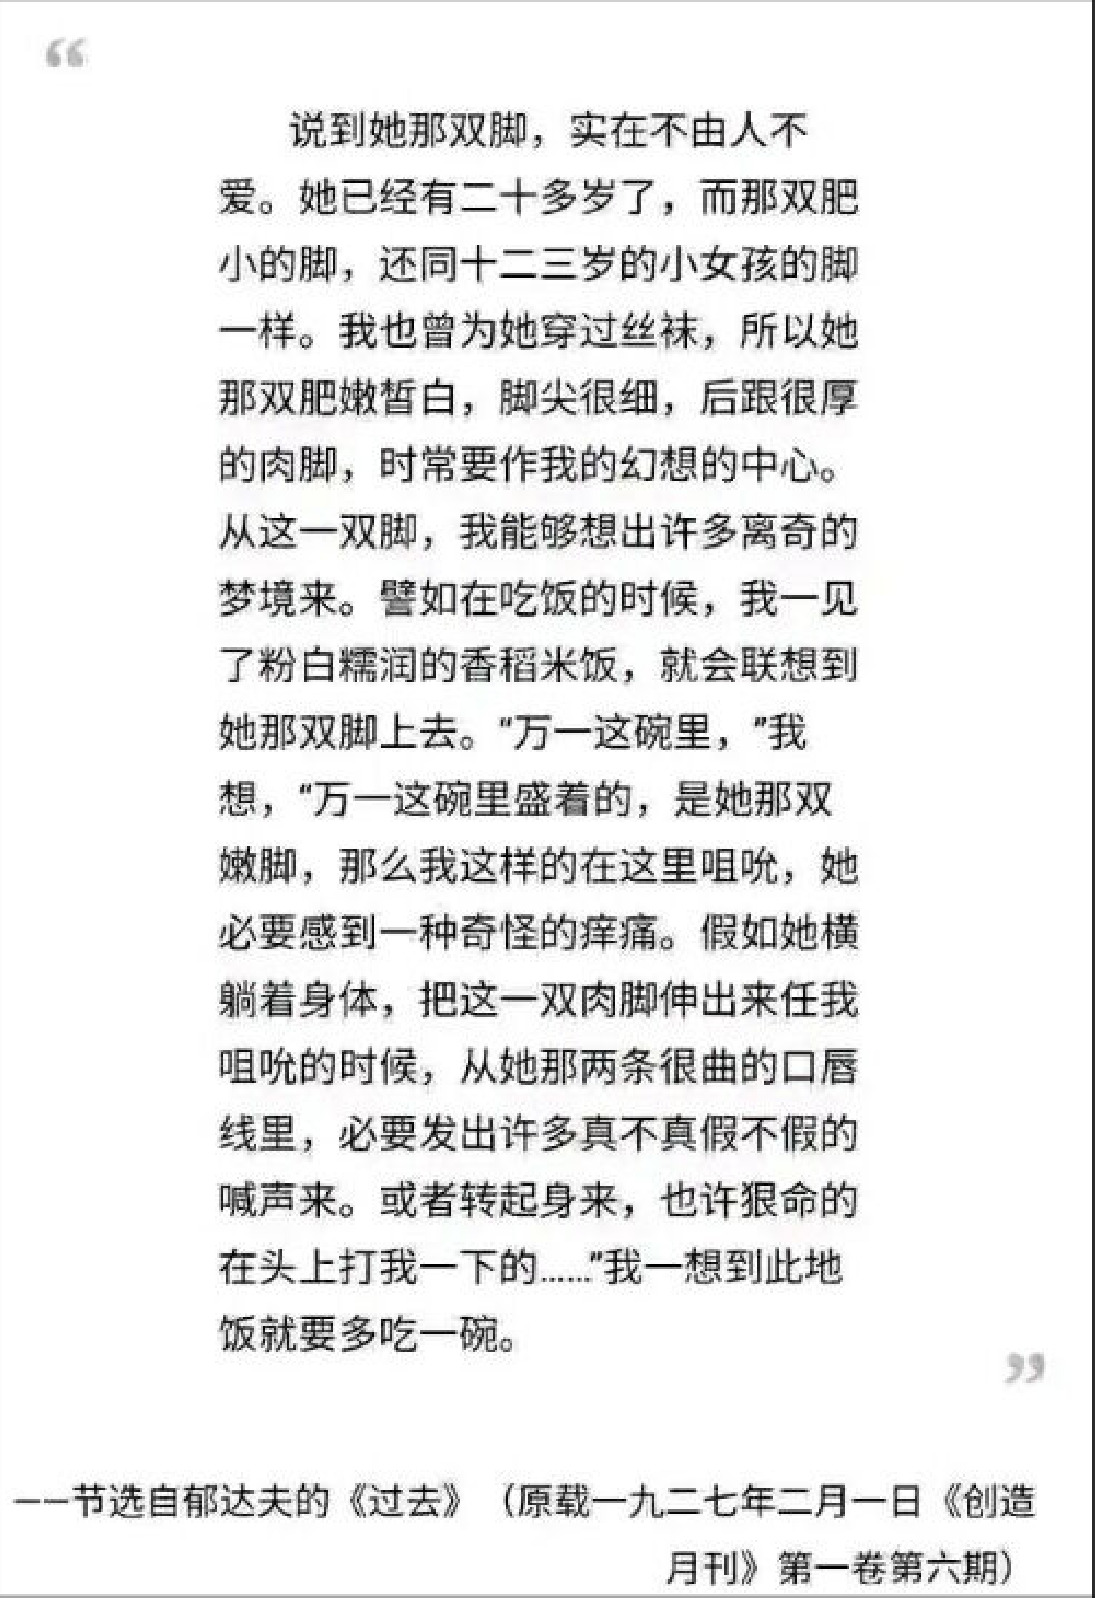 “
说到她那双脚，实在不由人不
爱。她已经有二十多岁了，而那双肥
小的脚，还同十二三岁的小女孩的脚
一样。我也曾为她穿过丝袜，所以她
那双肥嫩皙白，脚尖很细，后跟很厚
的肉脚，时常要作我的幻想的中心。
从这一双脚，我能够想出许多离奇的
梦境来。譬如在吃饭的时候，我一见
了粉白糯润的香稻米饭，就会联想到
她那双脚上去。“万一这碗里，”我
想，“万一这碗里盛着的，是她那双
嫩脚，那么我这样的在这里咀吮，她
必要感到一种奇怪的痒痛。假如她横
躺着身体，把这一双肉脚伸出来任我
咀吮的时候，从她那两条很曲的口唇
线里，必要发出许多真不真假不假的
喊声来。或者转起身来，也许狠命的
在头上打我一下的……”我一想到此地
饭就要多吃一碗。
”
——节选自郁达夫的《过去》（原载一九二七年二月一日《创造
月刊》第一卷第六期）